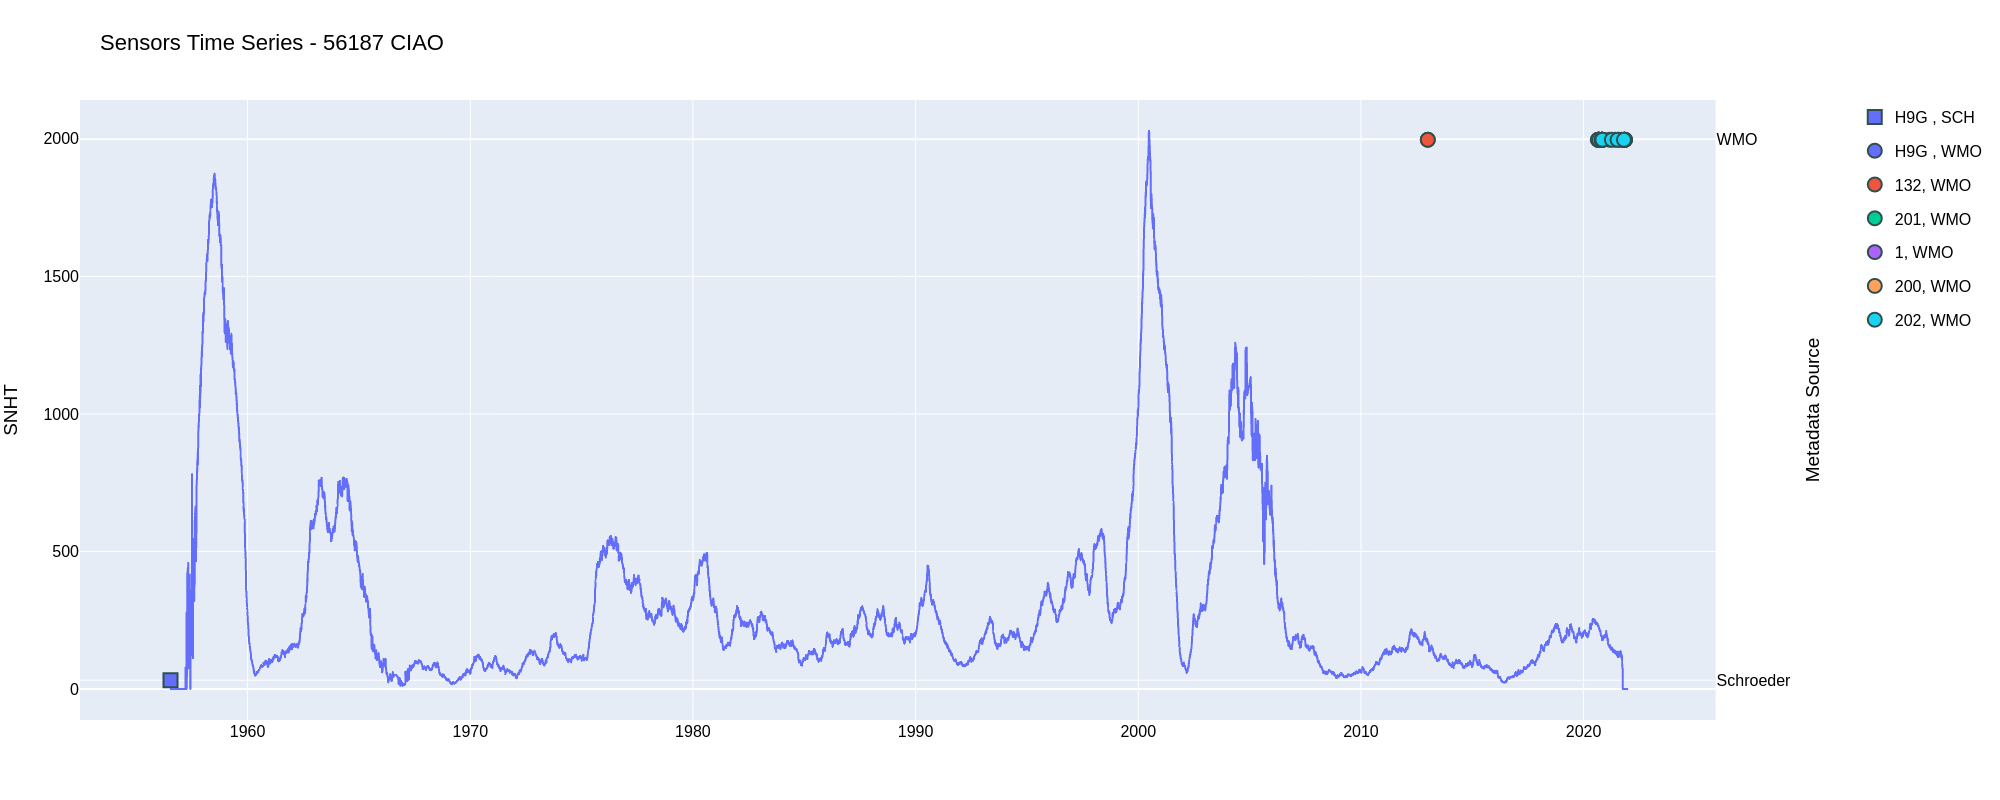 Sensors Time Series - 56187 CIAO
2000
1500
1000
500
0
SNHT
1960
1970
1980
1990
2000
2010
2020
WMO
Schroeder
Metadata Source
H9G , SCH
H9G , WMO
132, WMO
201, WMO
1, WMO
200, WMO
202, WMO